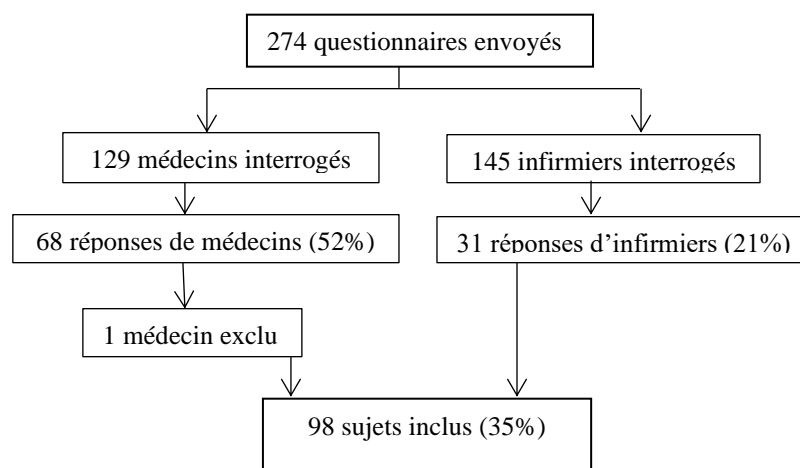 274 questionnaires envoyés
129 médecins interrogés
145 infirmiers interrogés
68 réponses de médecins (52%)
31 réponses d’infirmiers (21%)
1 médecin exclu
98 sujets inclus (35%)